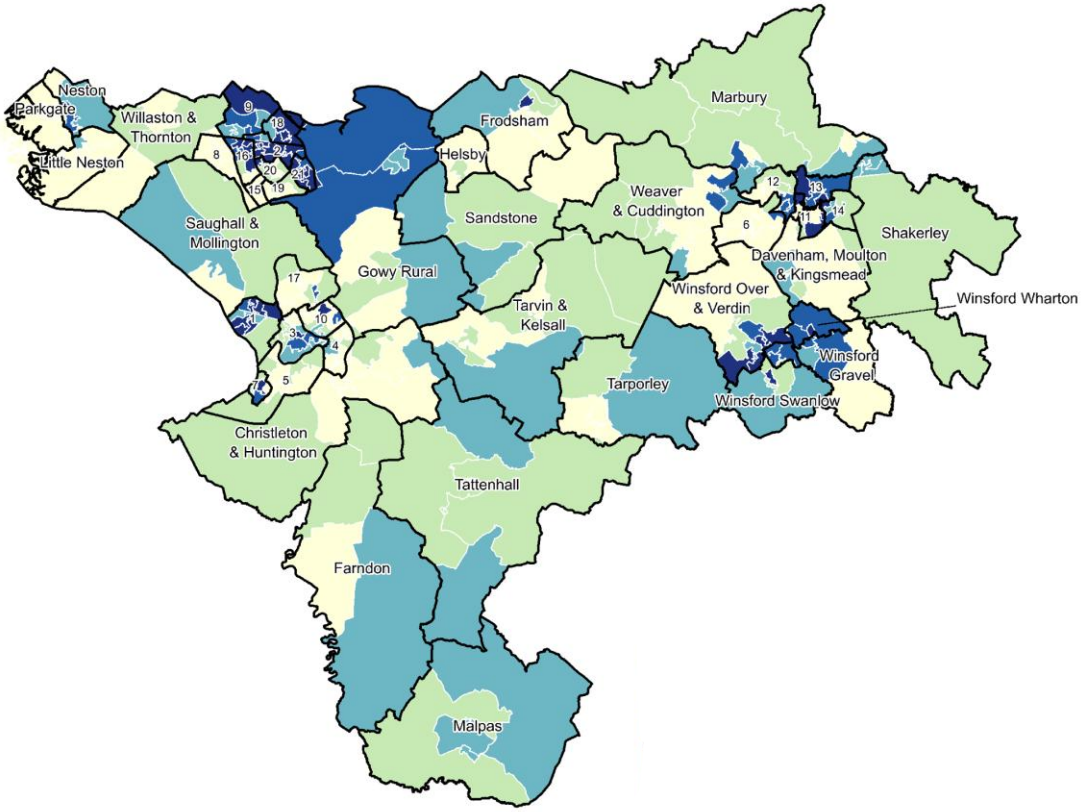 Marbury
Neston
Parkgate
9
Willaston &
Thornton
18
Frodsham
8
16
2
Helsby
Little Neston
20
21
15
19
12
13
Weaver
& Cuddington
11
14
Sandstone
6
Saughall &
Mollington
Shakerley
Davenham, Moulton
& Kingsmead
Gowy Rural
17
Winsford Over
& Verdin
Winsford Wharton
Tarvin &
Kelsall
1
10
3
4
Winsford
Gravel
7
5
Tarporley
Winsford Swanlow
Christleton
& Huntington
Tattenhall
Farndon
Malpas